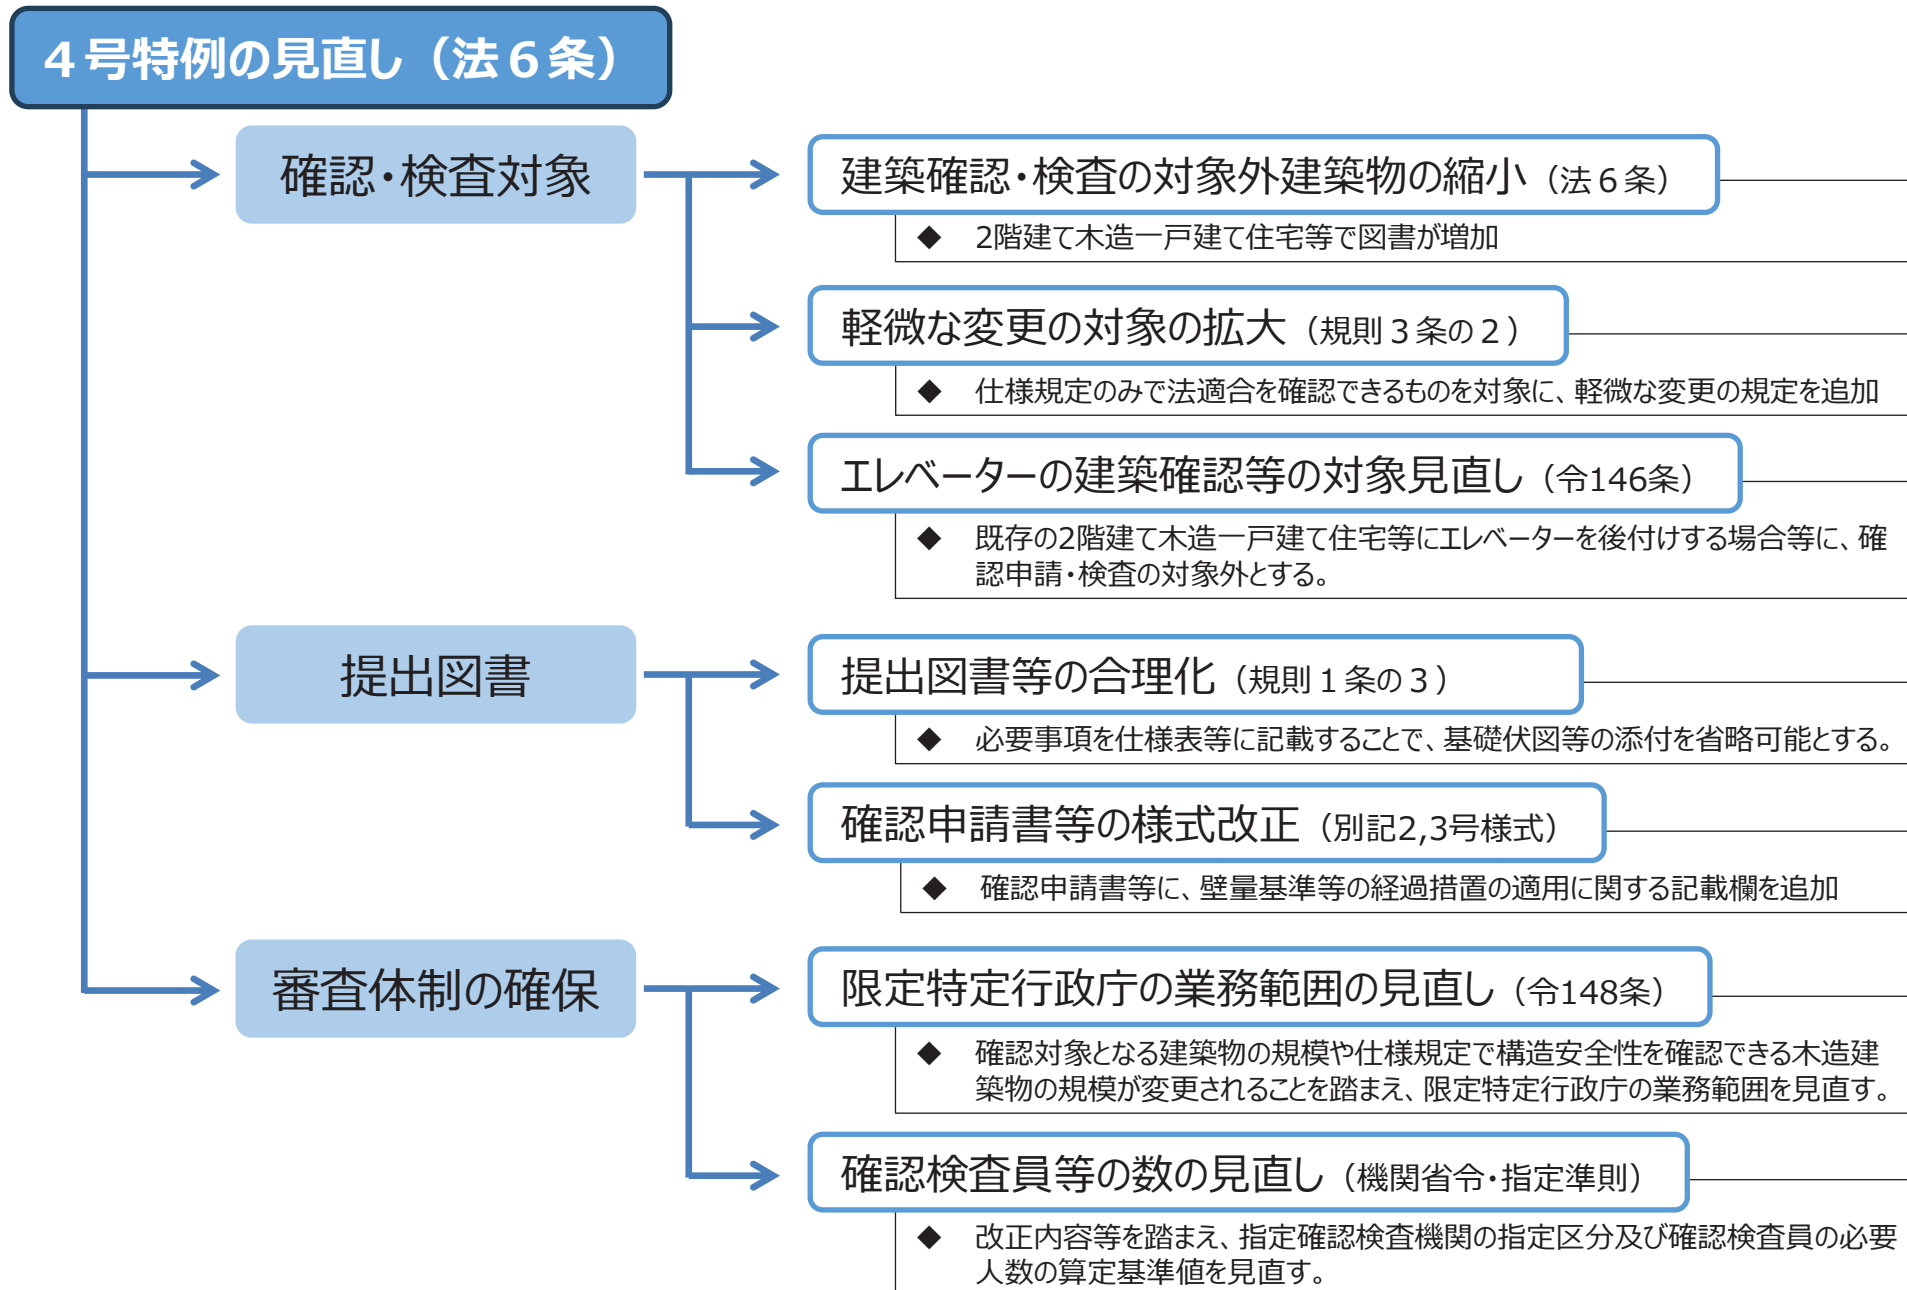 ４号特例の見直し（法６条）
確認・検査対象
建築確認・検査の対象外建築物の縮小（法６条）
◆ 2階建て木造一戸建て住宅等で図書が増加
軽微な変更の対象の拡大（規則３条の２）
◆ 仕様規定のみで法適合を確認できるものを対象に、軽微な変更の規定を追加
エレベーターの建築確認等の対象見直し（令146条）
◆ 既存の2階建て木造一戸建て住宅等にエレベーターを後付けする場合等に、確
認申請・検査の対象外とする。
提出図書
提出図書等の合理化（規則１条の３）
◆ 必要事項を仕様表等に記載することで、基礎伏図等の添付を省略可能とする。
確認申請書等の様式改正（別記2,3号様式）
◆ 確認申請書等に、壁量基準等の経過措置の適用に関する記載欄を追加
審査体制の確保
限定特定行政庁の業務範囲の見直し（令148条）
◆ 確認対象となる建築物の規模や仕様規定で構造安全性を確認できる木造建
築物の規模が変更されることを踏まえ、限定特定行政庁の業務範囲を見直す。
確認検査員等の数の見直し（機関省令・指定準則）
◆ 改正内容等を踏まえ、指定確認検査機関の指定区分及び確認検査員の必要
人数の算定基準値を見直す。